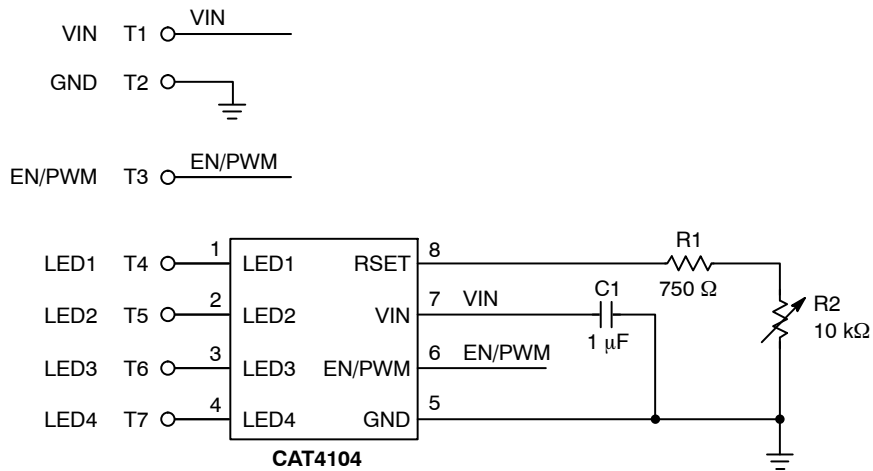 VIN T1 VIN
GND T2
EN/PWM T3 EN/PWM
LED1 T4 1 LED1 RSET 8 R1
750 Ω
LED2 T5 2 LED2 VIN 7 VIN C1
1 μF
R2
10 kΩ
LED3 T6 3 LED3 EN/PWM 6 EN/PWM
LED4 T7 4 LED4 GND 5
CAT4104